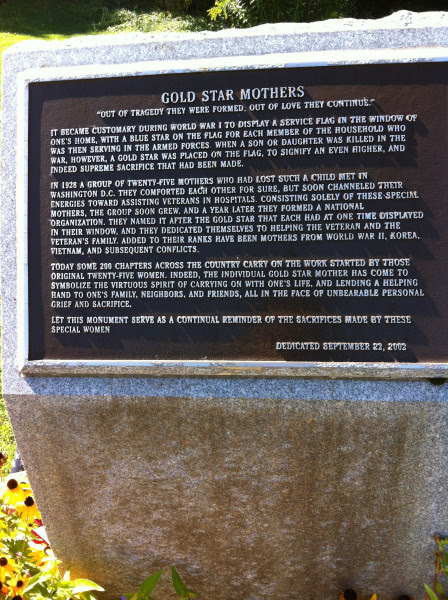 GOLD STAR MOTHERS
"OUT OF TRAGEDY THEY WERE FORMED, OUT OF LOVE THEY CONTINUE."
IT BECAME CUSTOMARY DURING WORLD WAR I TO DISPLAY A SERVICE FLAG IN THE WINDOW OF
ONE'S HOME, WITH A BLUE STAR ON THE FLAG FOR EACH MEMBER OF THE HOUSEHOLD WHO
WAS THEN SERVING IN THE ARMED FORCES. WHEN A SON OR DAUGHTER WAS KILLED IN THE
WAR, HOWEVER, A GOLD STAR WAS PLACED ON THE FLAG, TO SIGNIFY AN EVEN HIGHER, AND
INDEED SUPREME SACRIFICE THAT HAD BEEN MADE.
IN 1928 A GROUP OF TWENTY-FIVE MOTHERS WHO HAD LOST SUCH A CHILD MET IN
WASHINGTON D.C. THEY COMFORTED EACH OTHER FOR SURE, BUT SOON CHANNELED THEIR
ENERGIES TOWARD ASSISTING VETERANS IN HOSPITALS. CONSISTING SOLELY OF THESE SPECIAL
MOTHERS, THE GROUP SOON GREW, AND A YEAR LATER THEY FORMED A NATIONAL
ORGANIZATION. THEY NAMED IT AFTER THE GOLD STAR THAT EACH HAD AT ONE TIME DISPLAYED
IN THEIR WINDOW, AND THEY DEDICATED THEMSELVES TO HELPING THE VETERAN AND THE
VETERAN'S FAMILY. ADDED TO THEIR RANKS HAVE BEEN MOTHERS FROM WORLD WAR II, KOREA,
VIETNAM, AND SUBSEQUENT CONFLICTS.
TODAY SOME 200 CHAPTERS ACROSS THE COUNTRY CARRY ON THE WORK STARTED BY THOSE
ORIGINAL TWENTY-FIVE WOMEN. INDEED, THE INDIVIDUAL GOLD STAR MOTHER HAS COME TO
SYMBOLIZE THE VIRTUOUS SPIRIT OF CARRYING ON WITH ONE'S LIFE, AND LENDING A HELPING
HAND TO ONE'S FAMILY, NEIGHBORS, AND FRIENDS, ALL IN THE FACE OF UNBEARABLE PERSONAL
GRIEF AND SACRIFICE.
LET THIS MONUMENT SERVE AS A CONTINUAL REMINDER OF THE SACRIFICES MADE BY THESE
SPECIAL WOMEN
DEDICATED SEPTEMBER 22, 2002